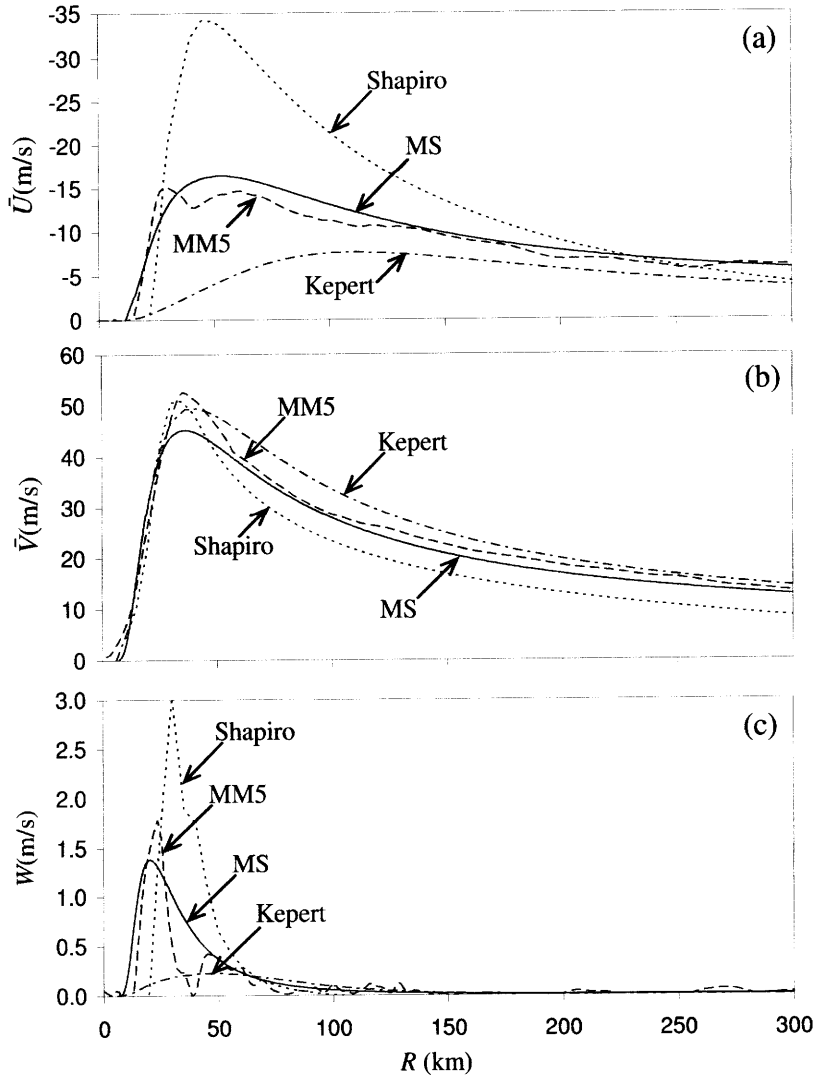 -35
(a)
-30
Shapiro
-25
-20
MS
Ū(m/s)
-15
-10
MM5
-5
Kepert
0
60
(b)
50
MM5
40
Kepert
V̄(m/s)
30
Shapiro
20
MS
10
0
3.0
(c)
Shapiro
2.5
2.0
MM5
W(m/s)
1.5
MS
1.0
Kepert
0.5
0.0
0 50 100 150 200 250 300
R (km)